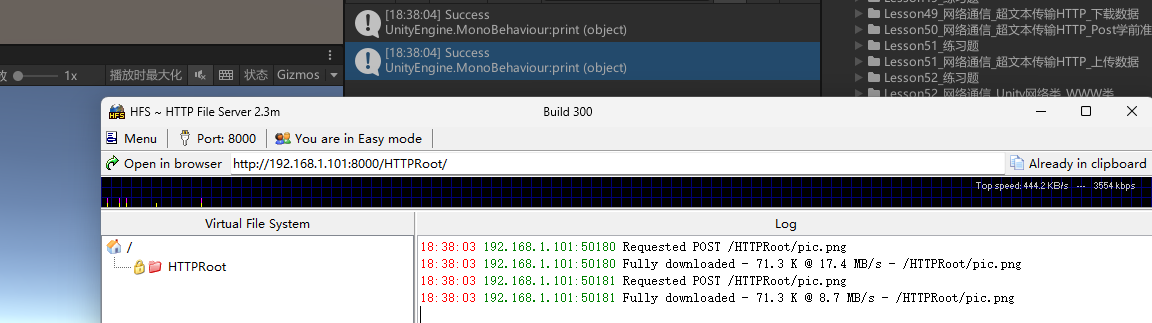 [18:38:04] Success
UnityEngine.MonoBehaviour:print (object)
[18:38:04] Success
UnityEngine.MonoBehaviour:print (object)
Lesson49_网络通信_超文本传输HTTP_下载数据
Lesson50_网络通信_超文本传输HTTP_Post学前准
Lesson51_练习题
Lesson51_网络通信_超文本传输HTTP_上传数据
Lesson52_练习题
Lesson52_网络通信_Unity网络类_WWW类
放 1x 播放时最大化 状态 Gizmos
HFS ~ HTTP File Server 2.3m Build 300
Menu Port: 8000 You are in Easy mode
Open in browser http://192.168.1.101:8000/HTTPRoot/ Already in clipboard
Top speed: 444.2 KB/s --- 3554 kbps
Virtual File System
/
HTTPRoot
Log
18:38:03 192.168.1.101:50180 Requested POST /HTTPRoot/pic.png
18:38:03 192.168.1.101:50180 Fully downloaded - 71.3 K @ 17.4 MB/s - /HTTPRoot/pic.png
18:38:03 192.168.1.101:50181 Requested POST /HTTPRoot/pic.png
18:38:03 192.168.1.101:50181 Fully downloaded - 71.3 K @ 8.7 MB/s - /HTTPRoot/pic.png